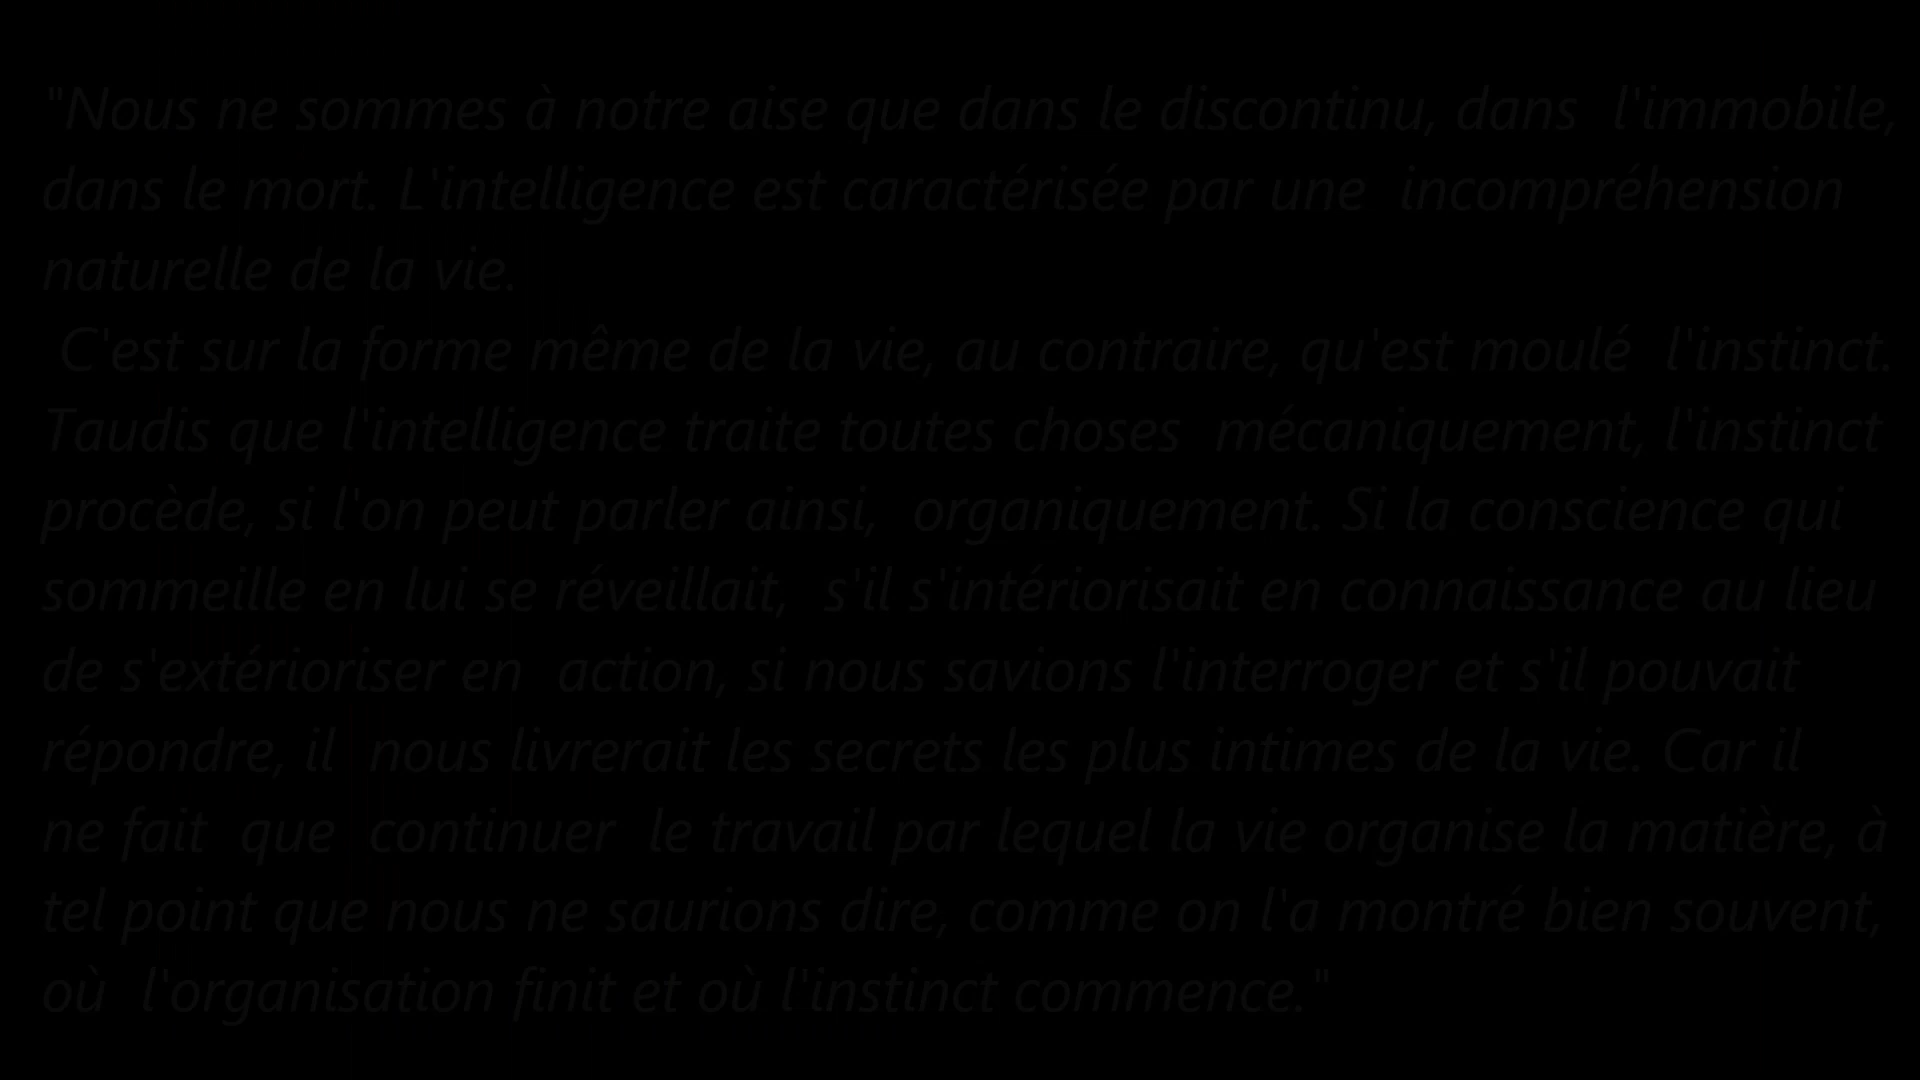 "Nous ne sommes à notre aise que dans le discontinu, dans  l'immobile,
dans le mort. L'intelligence est caractérisée par une  incompréhension
naturelle de la vie.
C'est sur la forme même de la vie, au contraire, qu'est moulé  l'instinct.
Taudis que l'intelligence traite toutes choses  mécaniquement, l'instinct
procède, si l'on peut parler ainsi,  organiquement. Si la conscience qui
sommeille en lui se réveillait,  s'il s'intériorisait en connaissance au lieu
de s'extérioriser en  action, si nous savions l'interroger et s'il pouvait
répondre, il  nous livrerait les secrets les plus intimes de la vie. Car il
ne fait  que  continuer  le travail par lequel la vie organise la matière, à
tel point que nous ne saurions dire, comme on l'a montré bien souvent,
où  l'organisation finit et où l'instinct commence."